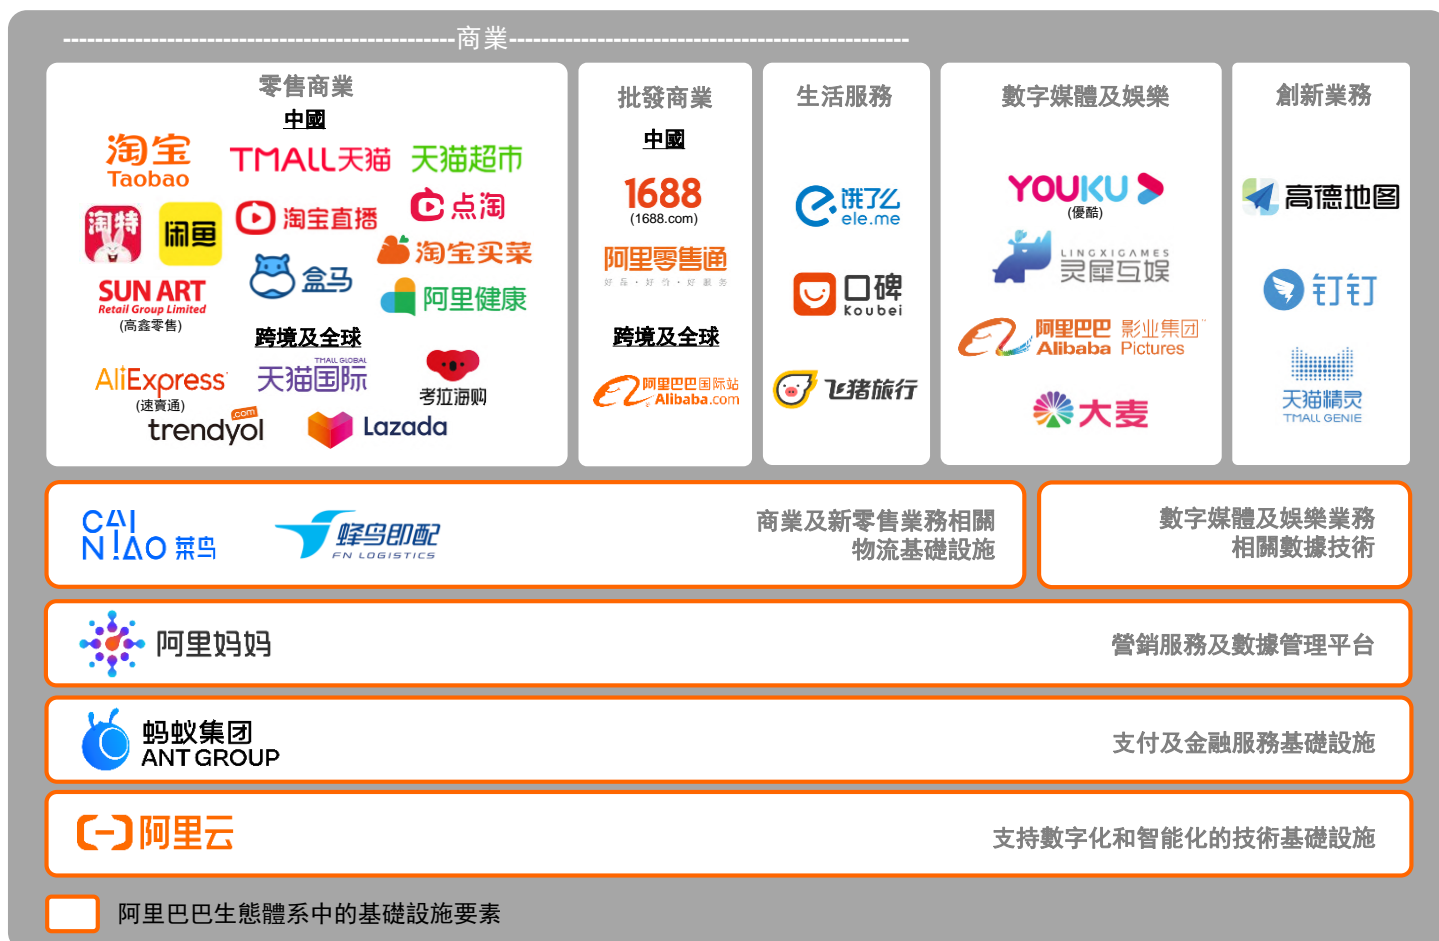 商業
零售商業
中國
淘宝
Taobao
TMALL天猫
天猫超市
淘特
闲鱼
淘宝直播
点淘
淘宝买菜
盒马
SUN ART
Retail Group Limited
(高鑫零售)
阿里健康
跨境及全球
AliExpress
(速賣通)
TMALL GLOBAL
天猫国际
考拉海购
trendyol
.com
Lazada
批發商業
中國
1688
(1688.com)
阿里零售通
好品·好价·好服务
跨境及全球
阿里巴巴国际站
Alibaba.com
生活服務
饿了么
ele.me
口碑
Koubei
飞猪旅行
數字媒體及娛樂
YOUKU
(優酷)
LINGXIGAMES
灵犀互娱
阿里巴巴 影业集团
Alibaba Pictures
大麦
創新業務
高德地图
钉钉
天猫精灵
TMALL GENIE
CAI
NIAO 菜鸟
蜂鸟即配
FN LOGISTICS
商業及新零售業務相關
物流基礎設施
數字媒體及娛樂業務
相關數據技術
阿里妈妈
營銷服務及數據管理平台
蚂蚁集团
ANT GROUP
支付及金融服務基礎設施
阿里云
支持數字化和智能化的技術基礎設施
阿里巴巴生態體系中的基礎設施要素